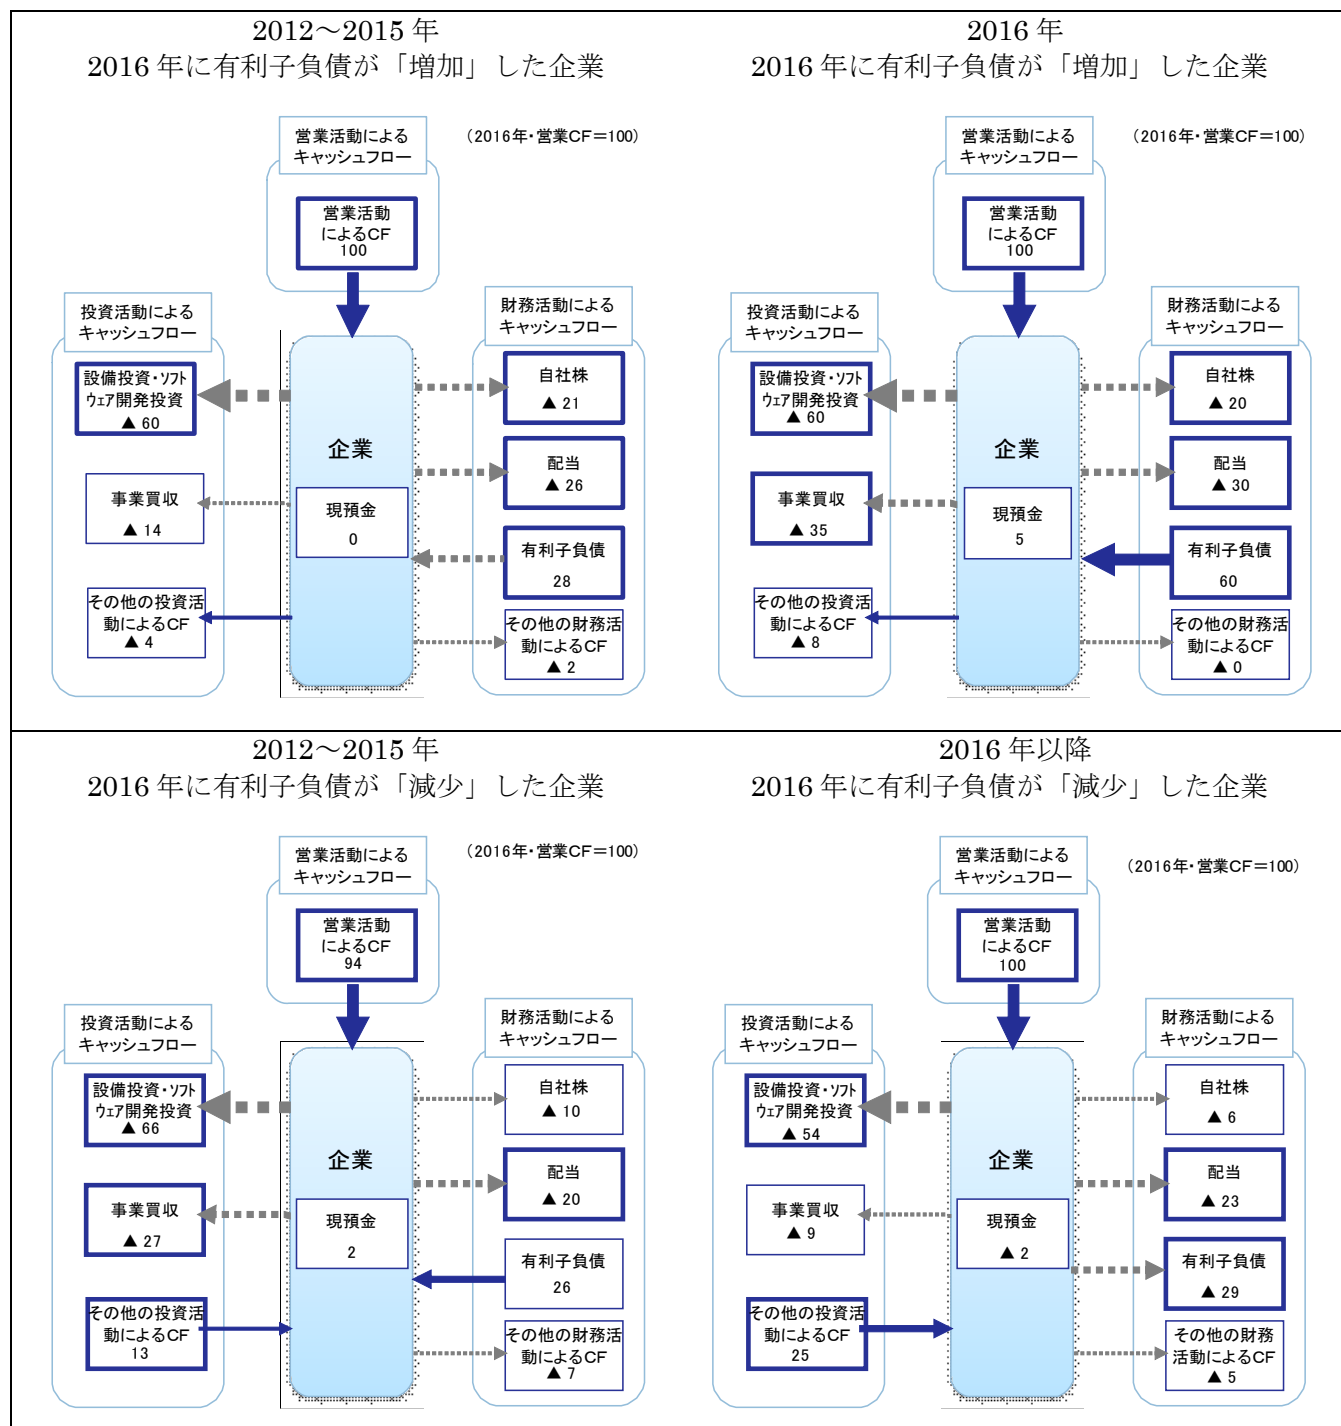 2012～2015 年
2016 年に有利子負債が「増加」した企業
営業活動による
キャッシュフロー
（2016年・営業CF＝100）
営業活動
によるCF
100
投資活動による
キャッシュフロー
財務活動による
キャッシュフロー
設備投資・ソフト
ウェア開発投資
▲ 60
自社株
▲ 21
企業
配当
▲ 26
事業買収
▲ 14
現預金
0
有利子負債
28
その他の投資活
動によるCF
▲ 4
その他の財務活
動によるCF
▲ 2
2016 年
2016 年に有利子負債が「増加」した企業
営業活動による
キャッシュフロー
（2016年・営業CF＝100）
営業活動
によるCF
100
投資活動による
キャッシュフロー
財務活動による
キャッシュフロー
設備投資・ソフト
ウェア開発投資
▲ 60
自社株
▲ 20
企業
配当
▲ 30
事業買収
▲ 35
現預金
5
有利子負債
60
その他の投資活
動によるCF
▲ 8
その他の財務活
動によるCF
▲ 0
2012～2015 年
2016 年に有利子負債が「減少」した企業
営業活動による
キャッシュフロー
（2016年・営業CF＝100）
営業活動
によるCF
94
投資活動による
キャッシュフロー
財務活動による
キャッシュフロー
設備投資・ソフト
ウェア開発投資
▲ 66
自社株
▲ 10
企業
配当
▲ 20
事業買収
▲ 27
現預金
2
有利子負債
26
その他の投資活
動によるCF
13
その他の財務活
動によるCF
▲ 7
2016 年以降
2016 年に有利子負債が「減少」した企業
営業活動による
キャッシュフロー
（2016年・営業CF＝100）
営業活動
によるCF
100
投資活動による
キャッシュフロー
財務活動による
キャッシュフロー
設備投資・ソフト
ウェア開発投資
▲ 54
自社株
▲ 6
企業
配当
▲ 23
事業買収
▲ 9
現預金
▲ 2
有利子負債
▲ 29
その他の投資活
動によるCF
25
その他の財務
活動によるCF
▲ 5